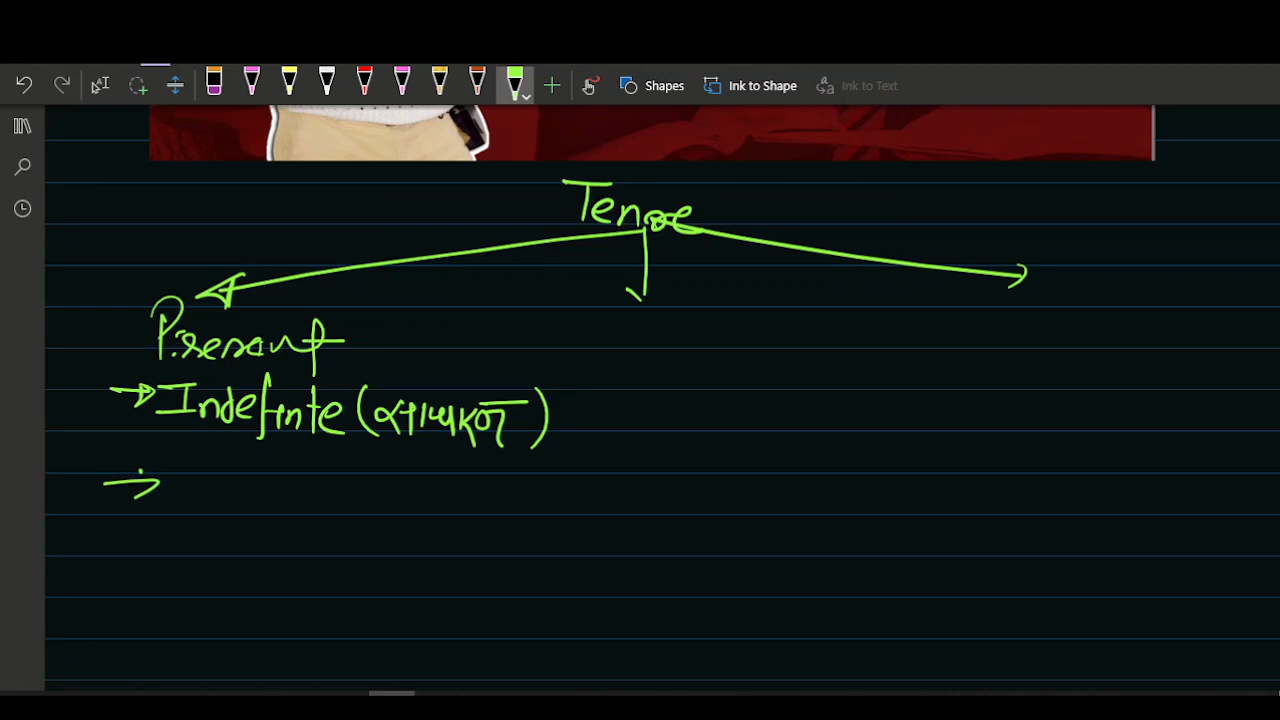 Shapes Ink to Shape Ink to Text
Tense
Present
Indefinte (